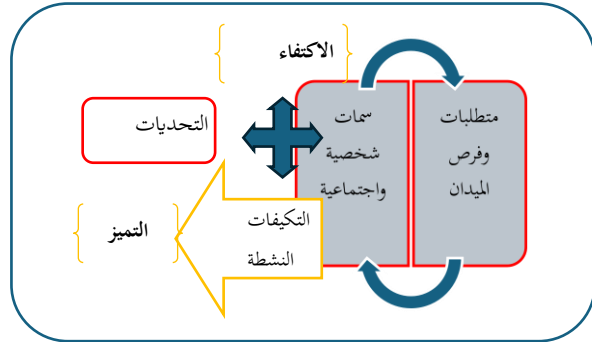 الاكتفاء
متطلبات
وفرص
الميدان
سمات
شخصية
واجتماعية
التحديات
التكيفات
النشطة
التميز